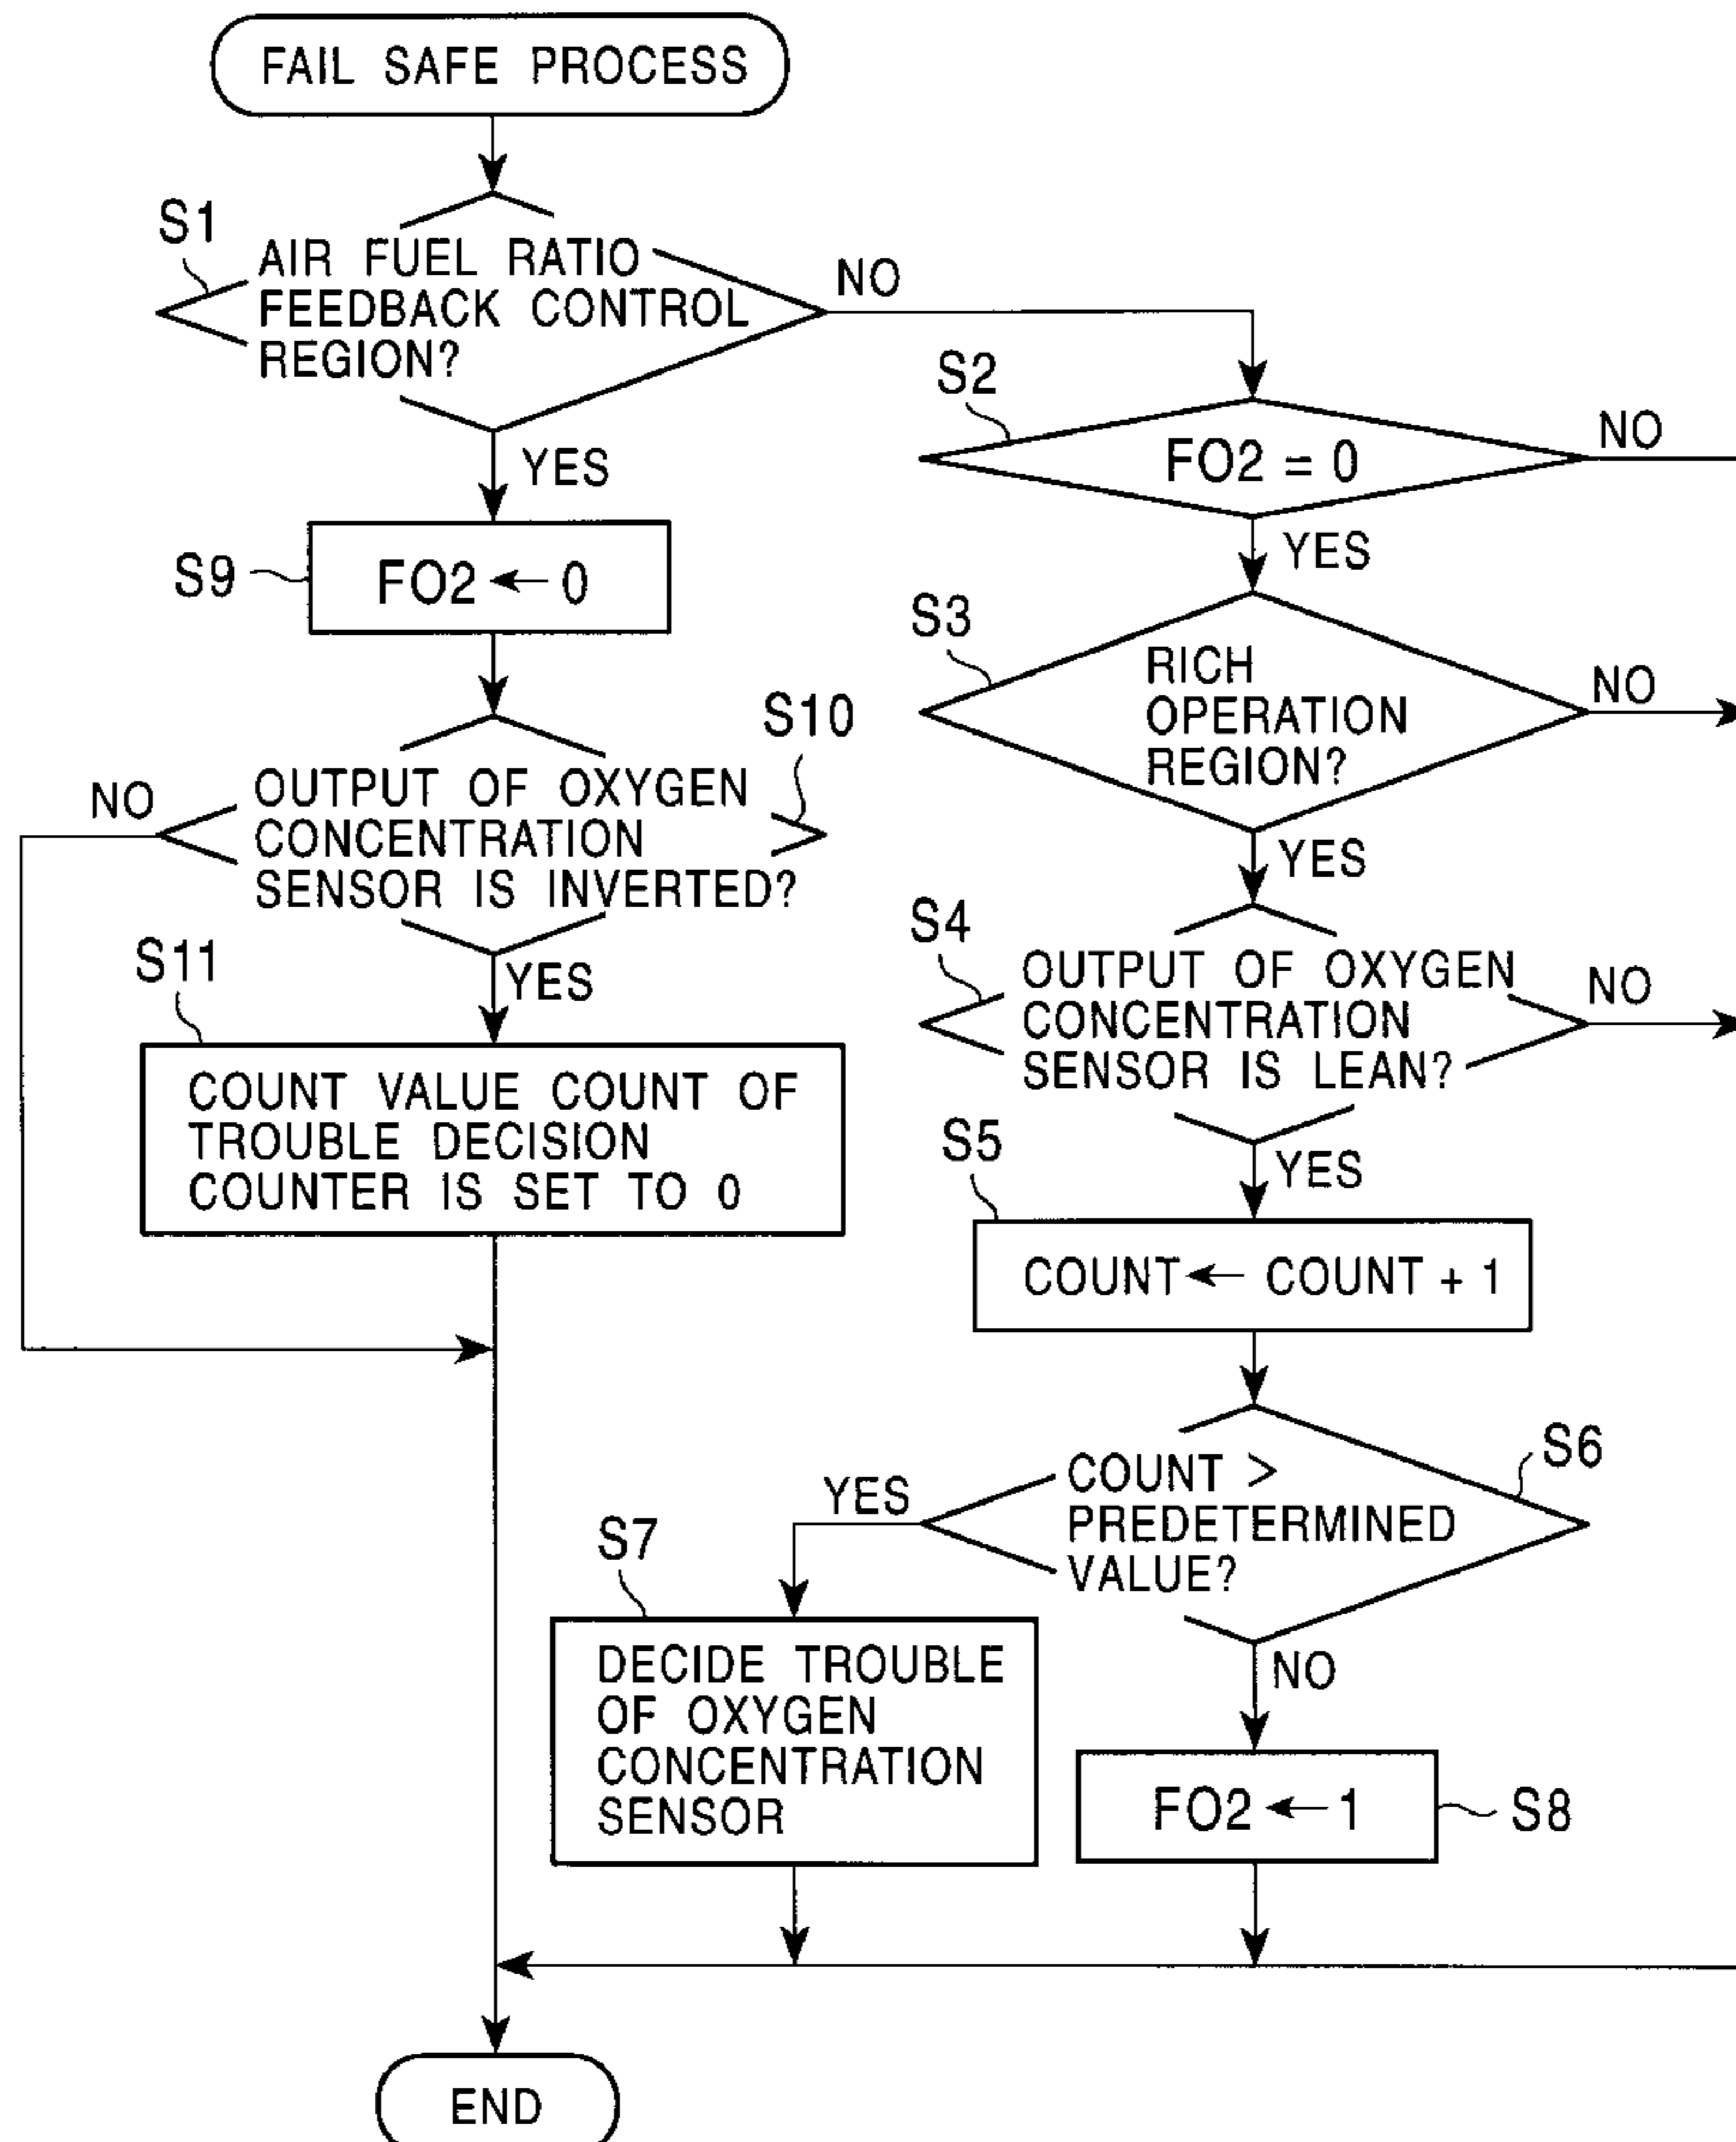 FAIL SAFE PROCESS
S1
AIR FUEL RATIO
FEEDBACK CONTROL
REGION?
NO
YES
S2
FO2 = 0
NO
YES
S9
FO2 ← 0
S3
RICH
OPERATION
REGION?
NO
YES
S10
OUTPUT OF OXYGEN
CONCENTRATION
SENSOR IS INVERTED?
NO
YES
S4
OUTPUT OF OXYGEN
CONCENTRATION
SENSOR IS LEAN?
NO
YES
S11
COUNT VALUE COUNT OF
TROUBLE DECISION
COUNTER IS SET TO 0
S5
COUNT ← COUNT + 1
S6
COUNT >
PREDETERMINED
VALUE?
YES
NO
S7
DECIDE TROUBLE
OF OXYGEN
CONCENTRATION
SENSOR
FO2 ← 1
S8
END